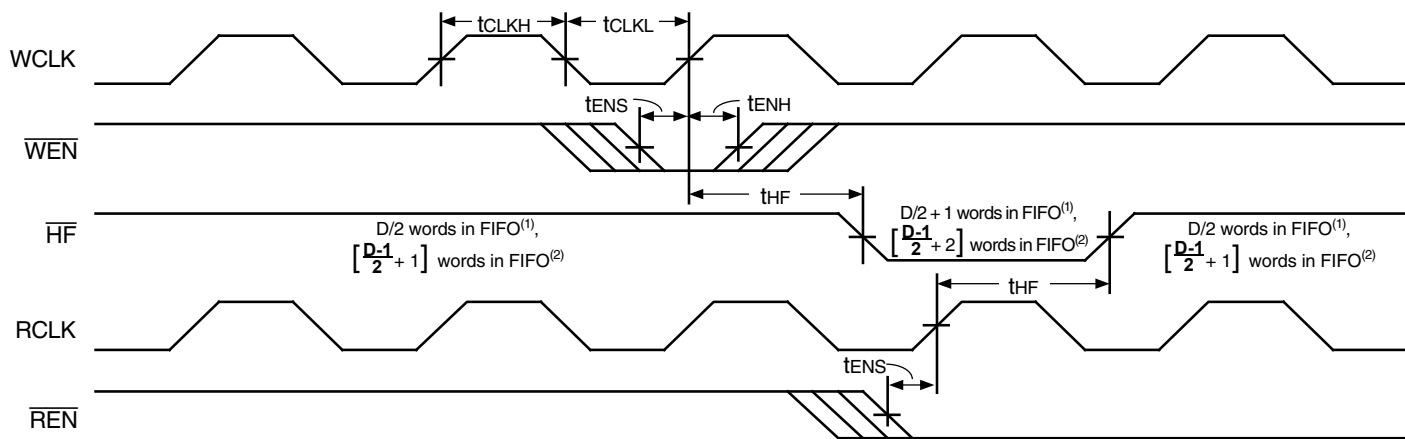 tCLKH tCLKL
WCLK
tENS tENH
WEN
tHF
HF
D/2 words in FIFO(1),
[D-1/2 + 1] words in FIFO(2)
D/2 + 1 words in FIFO(1),
[D-1/2 + 2] words in FIFO(2)
D/2 words in FIFO(1),
[D-1/2 + 1] words in FIFO(2)
tHF
RCLK
tENS
REN